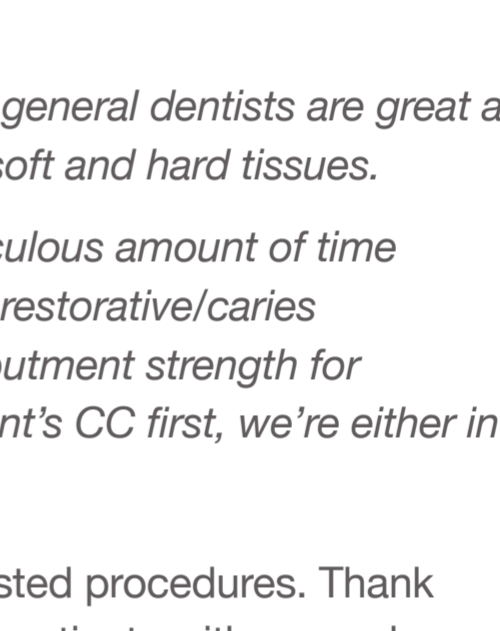 general dentists are great a
soft and hard tissues.
culous amount of time
restorative/caries
utment strength for
nt's CC first, we're either in
sted procedures. Thank